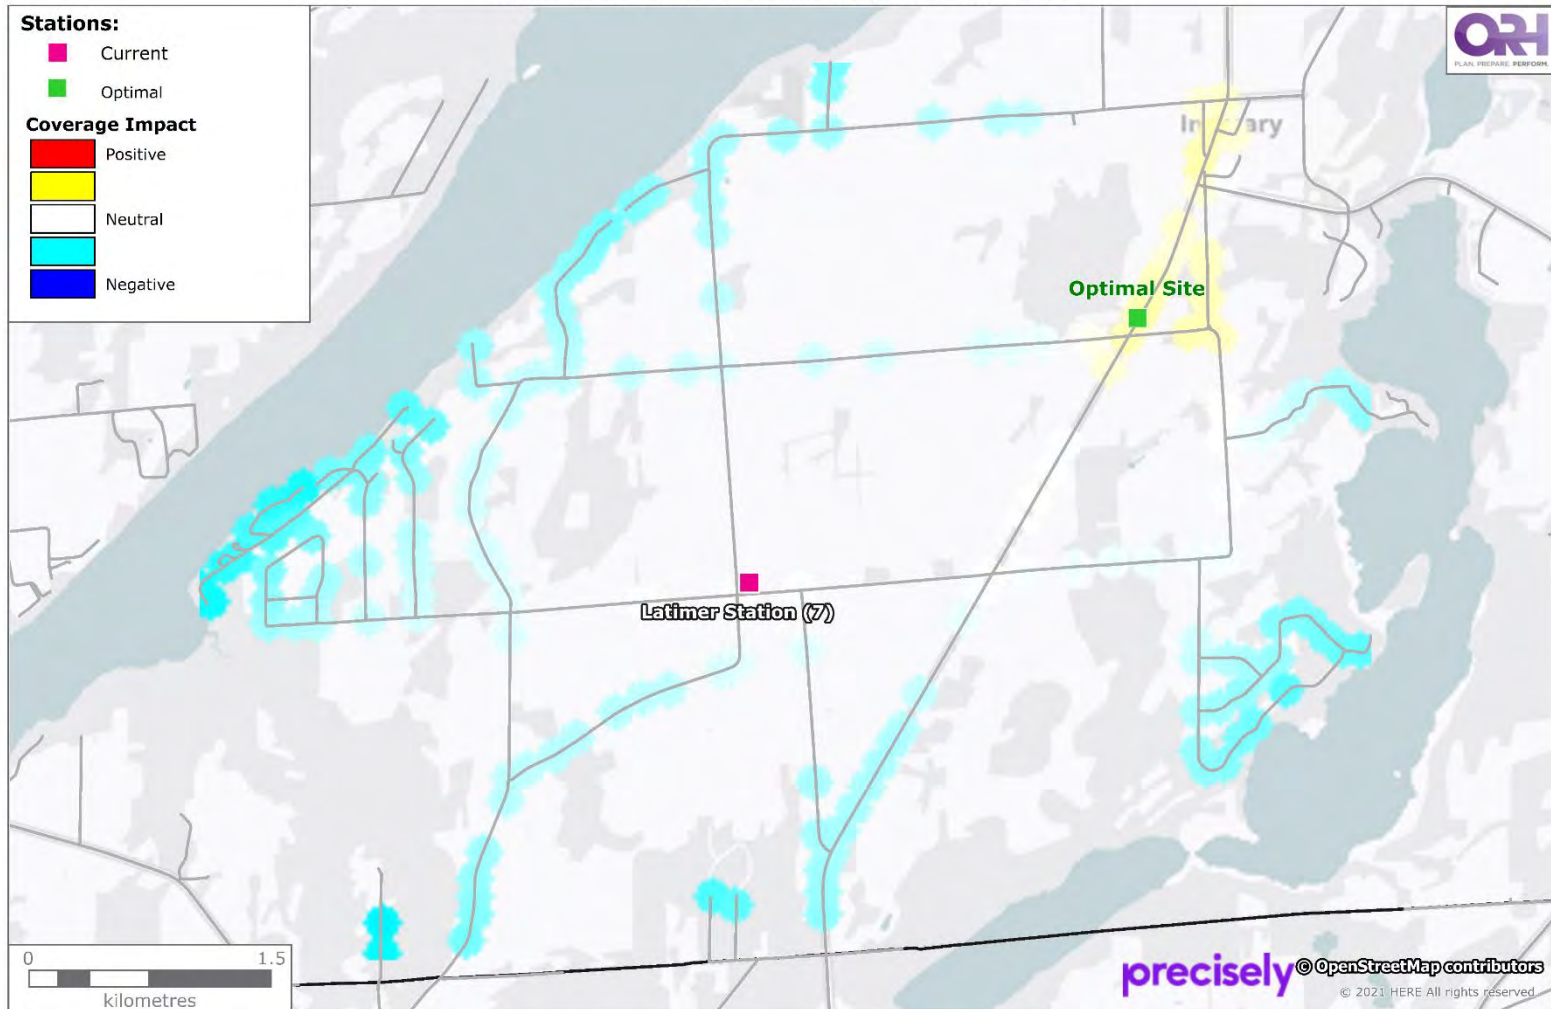 Stations:
Current
Optimal
Coverage Impact
Positive
Neutral
Negative
ORH
PLAN. PREPARE. PERFORM.
Optimal Site
Latimer Station (7)
0 1.5
kilometres
precisely
© OpenStreetMap contributors
© 2021 HERE All rights reserved